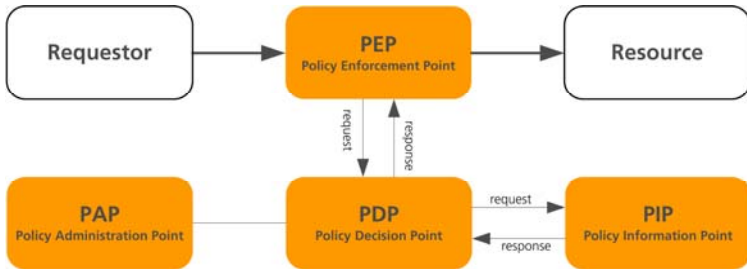 Requestor
PEP
Policy Enforcement Point
Resource
request
response
PAP
Policy Administration Point
PDP
Policy Decision Point
request
response
PIP
Policy Information Point